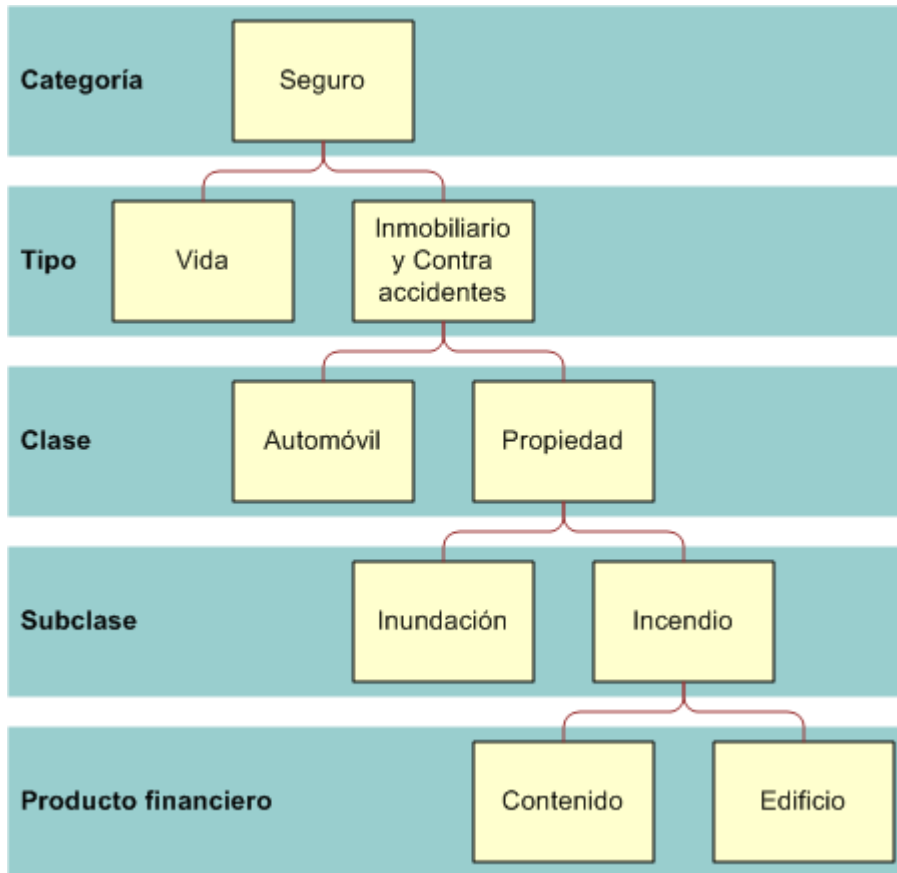 Categoría
Seguro
Tipo
Vida
Inmobiliario
y Contra
accidentes
Clase
Automóvil
Propiedad
Subclase
Inundación
Incendio
Producto financiero
Contenido
Edificio